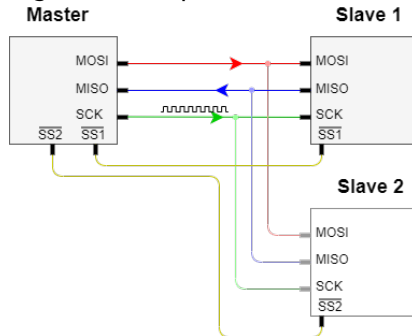 Master
MOSI
MISO
SCK
SS2 SS1
Slave 1
MOSI
MISO
SCK
SS1
Slave 2
MOSI
MISO
SCK
SS2